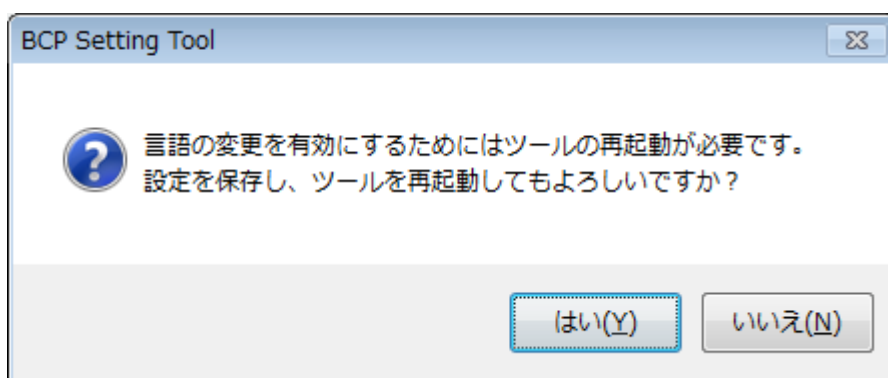 BCP Setting Tool
言語の変更を有効にするためにはツールの再起動が必要です。
設定を保存し、ツールを再起動してもよろしいですか？
はい(Y)
いいえ(N)